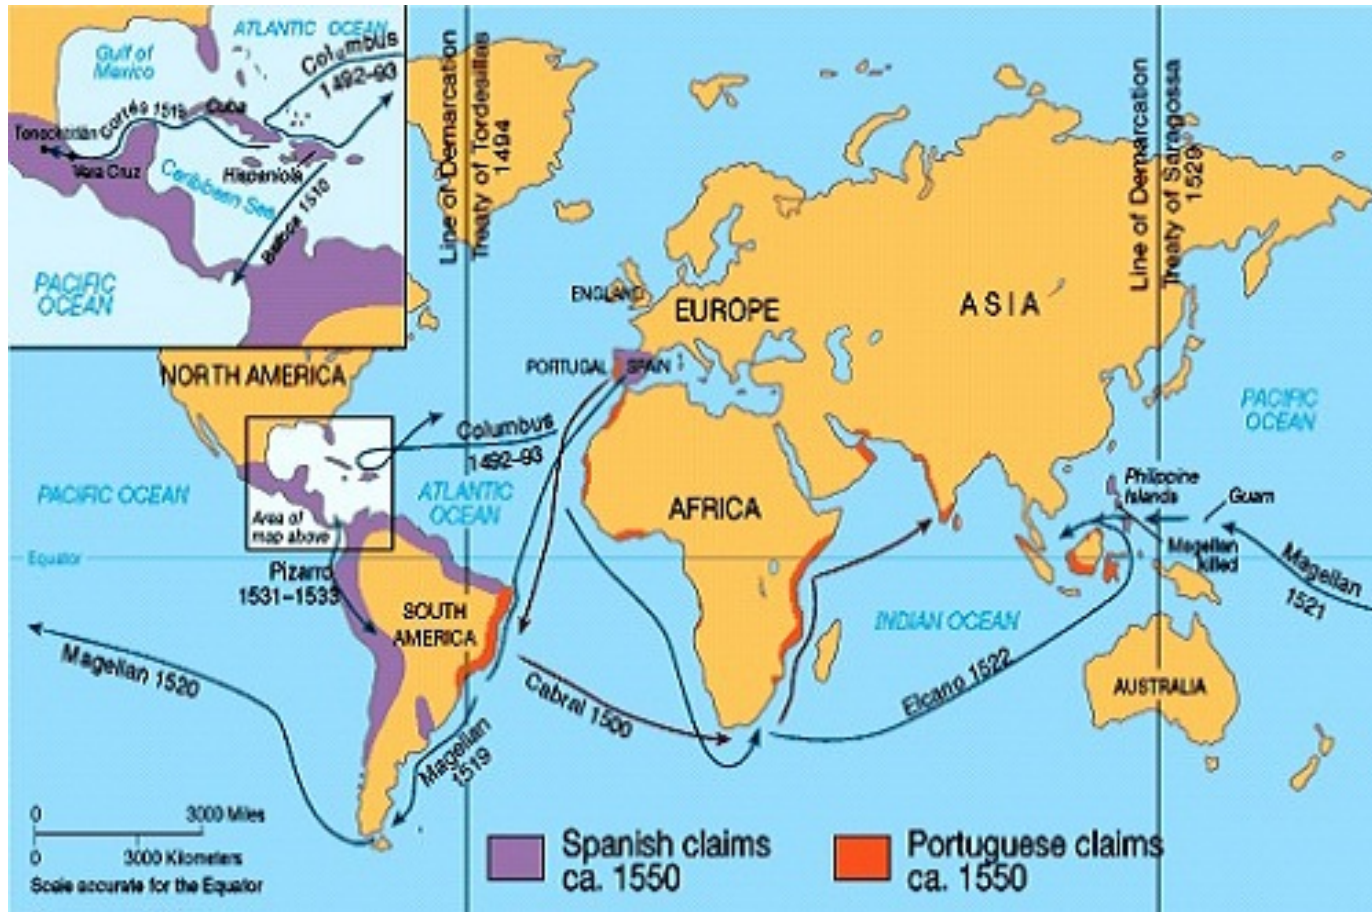 ATLANTIC OCEAN
Gulf of
Mexico
Columbus
1492–93
Cortés 1519
Cuba
Tenochtitlán
Vera Cruz
Hispaniola
Caribbean Sea
Balboa 1510
PACIFIC
OCEAN
Line of Demarcation
Treaty of Tordesillas
1494
Line of Demarcation
Treaty of Saragossa
1529
ENGLAND
EUROPE
ASIA
PORTUGAL
SPAIN
NORTH AMERICA
Columbus
1492–93
PACIFIC
OCEAN
PACIFIC OCEAN
ATLANTIC
OCEAN
AFRICA
Philippine
Islands
Guam
Area of
map above
Magellan
killed
Equator
Magellan
1521
Pizarro
1531–1533
SOUTH
AMERICA
INDIAN OCEAN
Magellan 1520
Cabral 1500
Elcano 1522
AUSTRALIA
Magellan
1519
0 3000 Miles
0 3000 Kilometers
Scale accurate for the Equator
Spanish claims
ca. 1550
Portuguese claims
ca. 1550